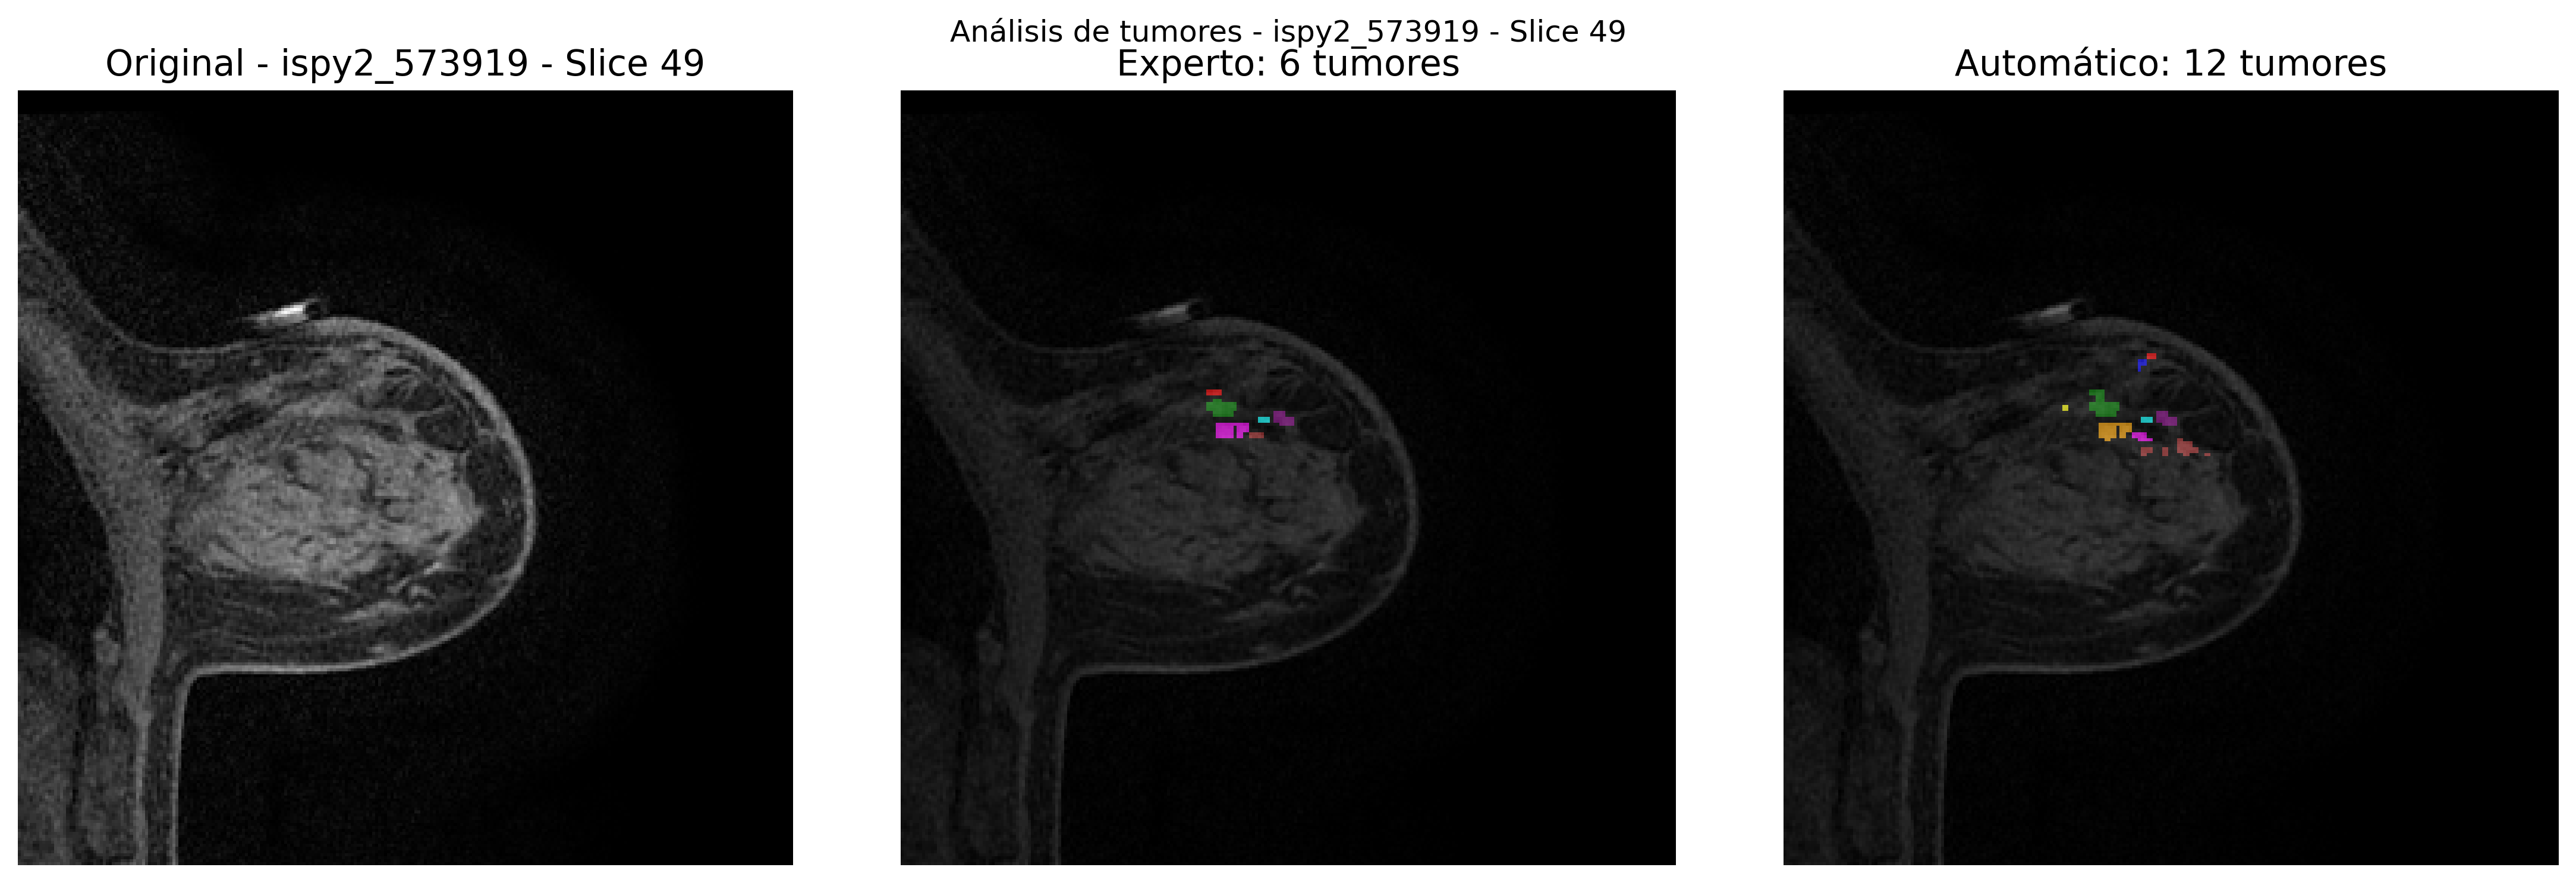 Análisis de tumores - ispy2_573919 - Slice 49
Original - ispy2_573919 - Slice 49
Experto: 6 tumores
Automático: 12 tumores